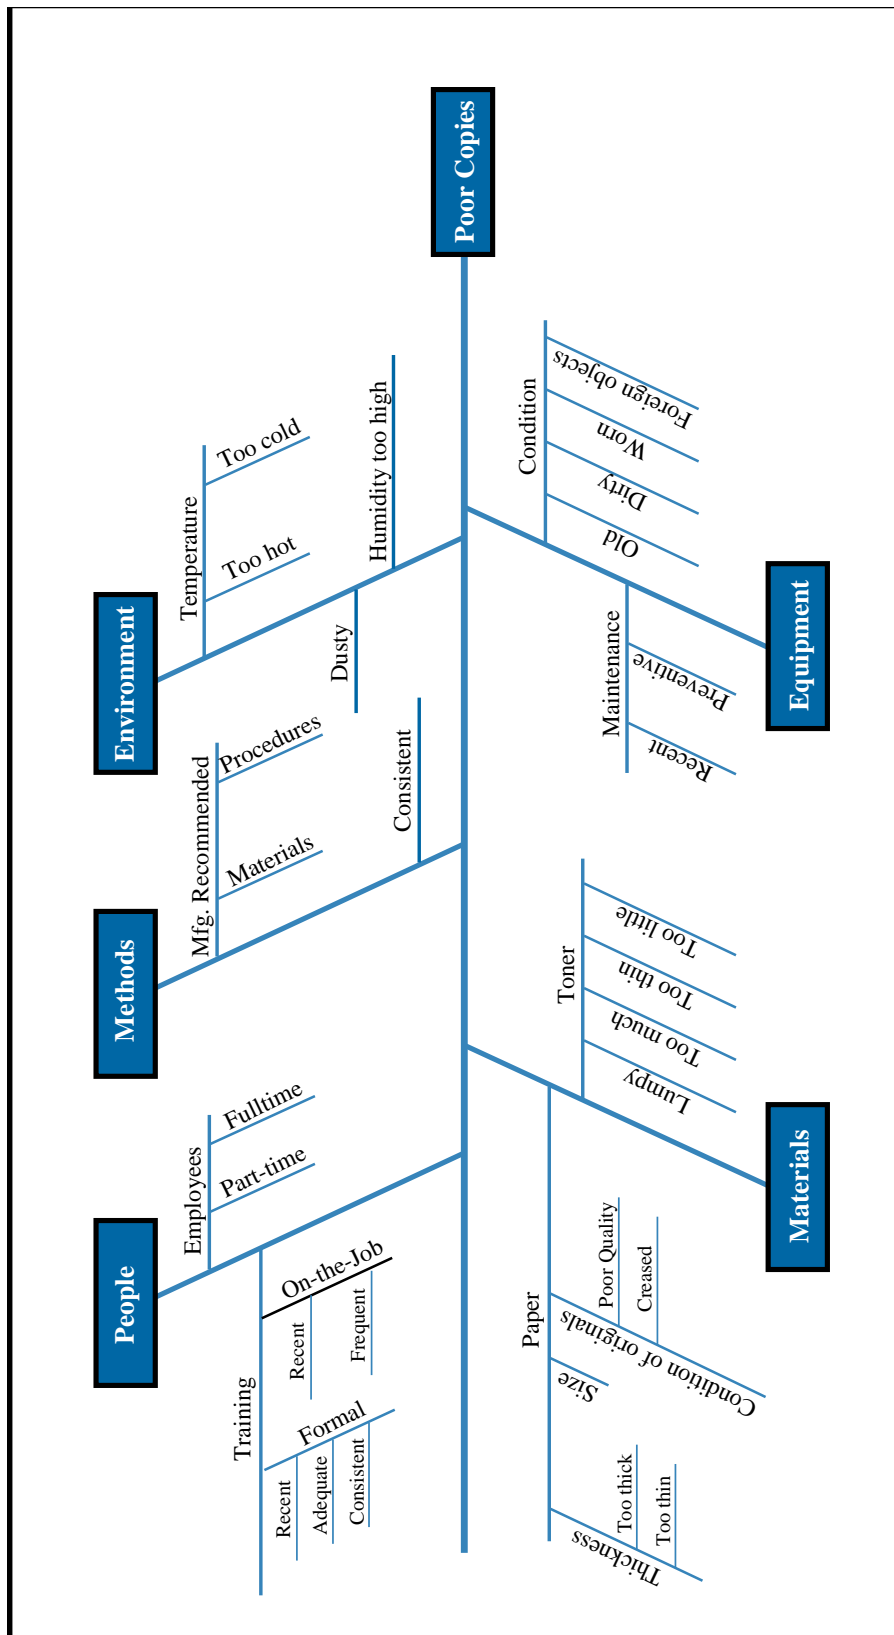 People
Methods
Environment
Poor Copies
Employees
Part-time
Fulltime
Training
Formal
Recent
Adequate
Consistent
On-the-Job
Recent
Frequent
Mfg. Recommended
Materials
Procedures
Consistent
Temperature
Too hot
Too cold
Dusty
Humidity too high
Paper
Thickness
Too thick
Too thin
Size
Condition of originals
Poor Quality
Creased
Toner
Lumpy
Too much
Too thin
Too little
Maintenance
Recent
Preventive
Condition
Old
Dirty
Worn
Foreign objects
Materials
Equipment